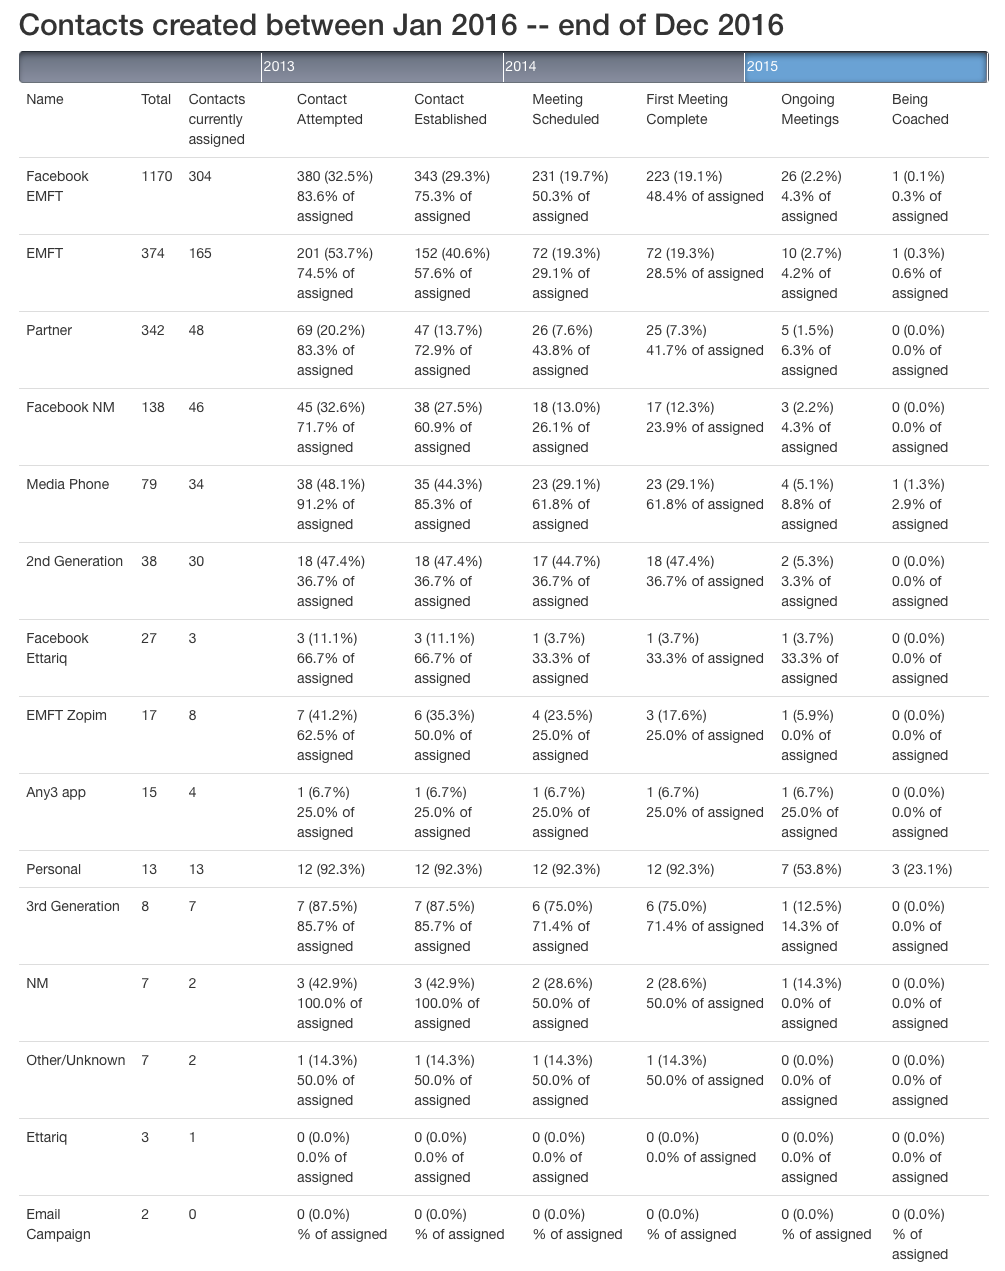 Contacts created between Jan 2016 -- end of Dec 2016
2013 2014 2015
Name Total Contacts currently assigned Contact Attempted Contact Established Meeting Scheduled First Meeting Complete Ongoing Meetings Being Coached
Facebook EMFT 1170 304 380 (32.5%) 83.6% of assigned 343 (29.3%) 75.3% of assigned 231 (19.7%) 50.3% of assigned 223 (19.1%) 48.4% of assigned 26 (2.2%) 4.3% of assigned 1 (0.1%) 0.3% of assigned
EMFT 374 165 201 (53.7%) 74.5% of assigned 152 (40.6%) 57.6% of assigned 72 (19.3%) 29.1% of assigned 72 (19.3%) 28.5% of assigned 10 (2.7%) 4.2% of assigned 1 (0.3%) 0.6% of assigned
Partner 342 48 69 (20.2%) 83.3% of assigned 47 (13.7%) 72.9% of assigned 26 (7.6%) 43.8% of assigned 25 (7.3%) 41.7% of assigned 5 (1.5%) 6.3% of assigned 0 (0.0%) 0.0% of assigned
Facebook NM 138 46 45 (32.6%) 71.7% of assigned 38 (27.5%) 60.9% of assigned 18 (13.0%) 26.1% of assigned 17 (12.3%) 23.9% of assigned 3 (2.2%) 4.3% of assigned 0 (0.0%) 0.0% of assigned
Media Phone 79 34 38 (48.1%) 91.2% of assigned 35 (44.3%) 85.3% of assigned 23 (29.1%) 61.8% of assigned 23 (29.1%) 61.8% of assigned 4 (5.1%) 8.8% of assigned 1 (1.3%) 2.9% of assigned
2nd Generation 38 30 18 (47.4%) 36.7% of assigned 18 (47.4%) 36.7% of assigned 17 (44.7%) 36.7% of assigned 18 (47.4%) 36.7% of assigned 2 (5.3%) 3.3% of assigned 0 (0.0%) 0.0% of assigned
Facebook Ettariq 27 3 3 (11.1%) 66.7% of assigned 3 (11.1%) 66.7% of assigned 1 (3.7%) 33.3% of assigned 1 (3.7%) 33.3% of assigned 1 (3.7%) 33.3% of assigned 0 (0.0%) 0.0% of assigned
EMFT Zopim 17 8 7 (41.2%) 62.5% of assigned 6 (35.3%) 50.0% of assigned 4 (23.5%) 25.0% of assigned 3 (17.6%) 25.0% of assigned 1 (5.9%) 0.0% of assigned 0 (0.0%) 0.0% of assigned
Any3 app 15 4 1 (6.7%) 25.0% of assigned 1 (6.7%) 25.0% of assigned 1 (6.7%) 25.0% of assigned 1 (6.7%) 25.0% of assigned 1 (6.7%) 25.0% of assigned 0 (0.0%) 0.0% of assigned
Personal 13 13 12 (92.3%) 12 (92.3%) 12 (92.3%) 12 (92.3%) 7 (53.8%) 3 (23.1%)
3rd Generation 8 7 7 (87.5%) 85.7% of assigned 7 (87.5%) 85.7% of assigned 6 (75.0%) 71.4% of assigned 6 (75.0%) 71.4% of assigned 1 (12.5%) 14.3% of assigned 0 (0.0%) 0.0% of assigned
NM 7 2 3 (42.9%) 100.0% of assigned 3 (42.9%) 100.0% of assigned 2 (28.6%) 50.0% of assigned 2 (28.6%) 50.0% of assigned 1 (14.3%) 0.0% of assigned 0 (0.0%) 0.0% of assigned
Other/Unknown 7 2 1 (14.3%) 50.0% of assigned 1 (14.3%) 50.0% of assigned 1 (14.3%) 50.0% of assigned 1 (14.3%) 50.0% of assigned 0 (0.0%) 0.0% of assigned 0 (0.0%) 0.0% of assigned
Ettariq 3 1 0 (0.0%) 0.0% of assigned 0 (0.0%) 0.0% of assigned 0 (0.0%) 0.0% of assigned 0 (0.0%) 0.0% of assigned 0 (0.0%) 0.0% of assigned 0 (0.0%) 0.0% of assigned
Email Campaign 2 0 0 (0.0%) % of assigned 0 (0.0%) % of assigned 0 (0.0%) % of assigned 0 (0.0%) % of assigned 0 (0.0%) % of assigned 0 (0.0%) % of assigned